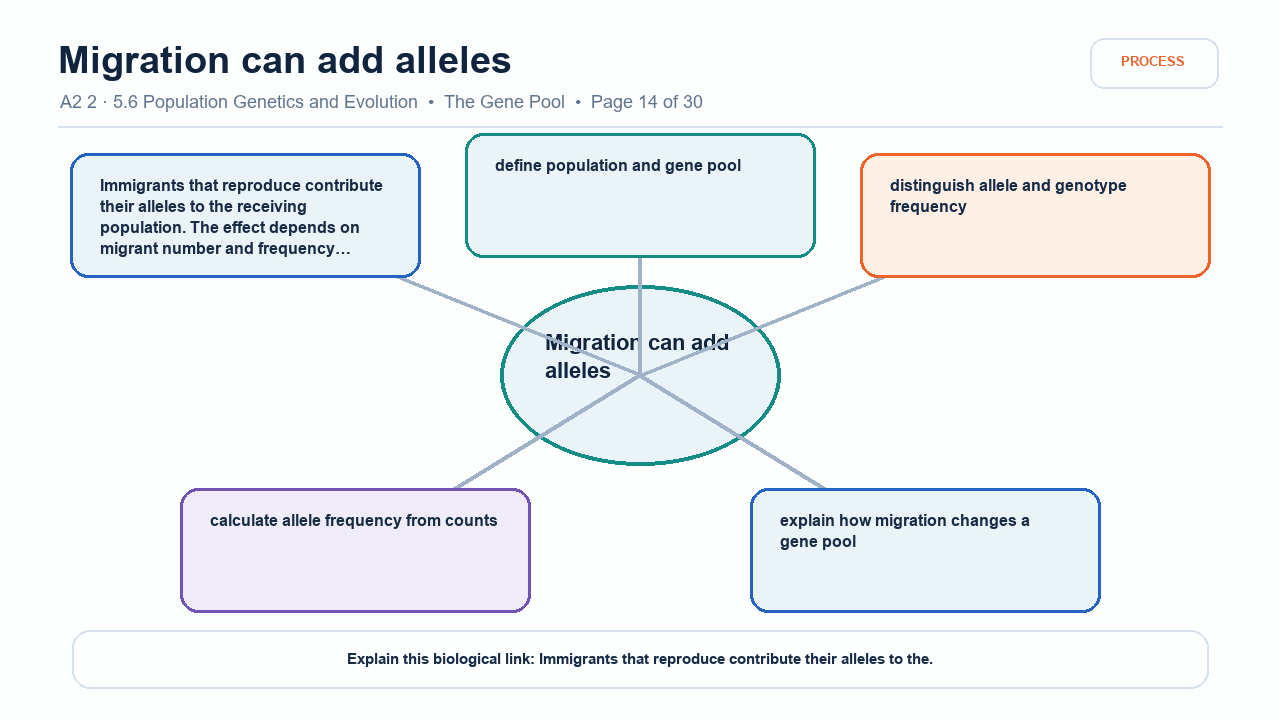 Migration can add alleles
PROCESS
A2 2 · 5.6 Population Genetics and Evolution • The Gene Pool • Page 14 of 30
Immigrants that reproduce contribute
their alleles to the receiving
population. The effect depends on
migrant number and frequency…
define population and gene pool
distinguish allele and genotype
frequency
Migration can add
alleles
calculate allele frequency from counts
explain how migration changes a
gene pool
Explain this biological link: Immigrants that reproduce contribute their alleles to the.